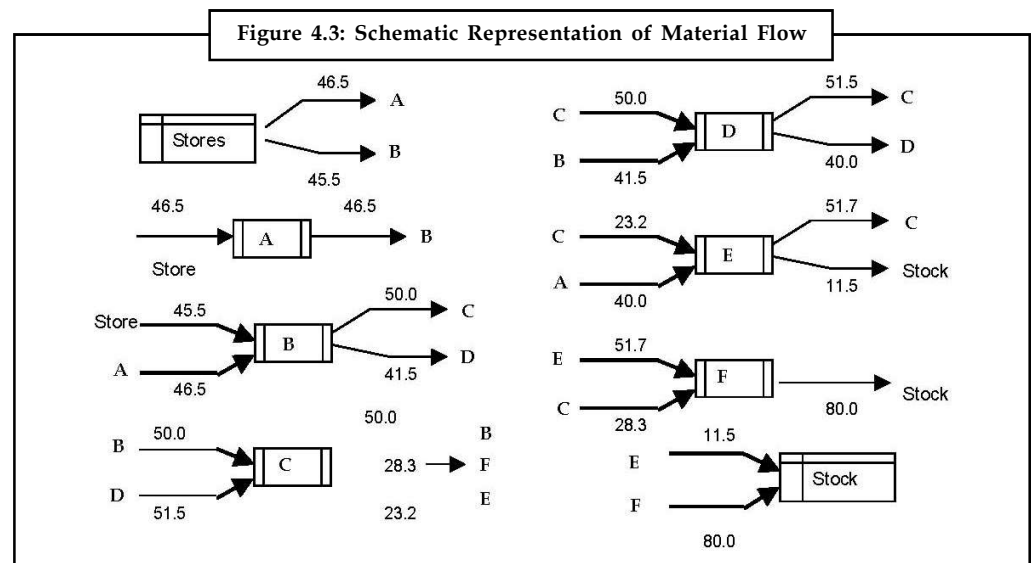 Figure 4.3: Schematic Representation of Material Flow
46.5
A
Stores
B
45.5
46.5 46.5
A B
Store
Store 45.5 50.0 C
B
A D
46.5 41.5
50.0
B 50.0 B
C 28.3 F
D E
51.5 23.2
50.0 51.5
C C
D
B D
41.5 40.0
23.2 51.7
C C
E
A Stock
40.0 11.5
51.7
E
F Stock
C
28.3 80.0
11.5
E
Stock
F
80.0